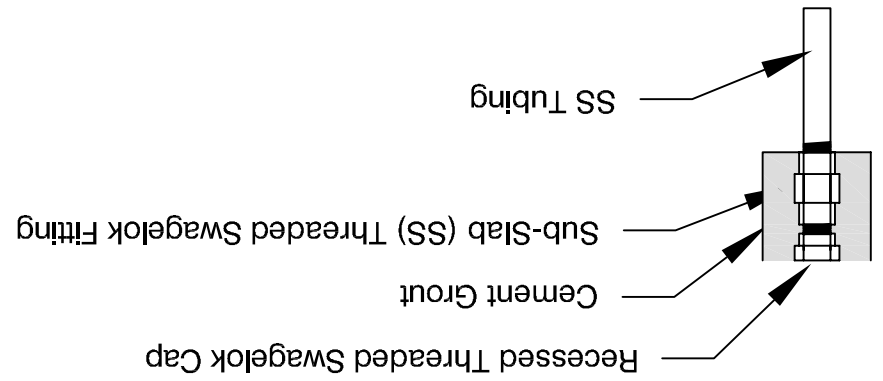 Recessed Threaded Swagelok Cap
Cement Grout
Sub-Slab (SS) Threaded Swagelok Fitting
SS Tubing